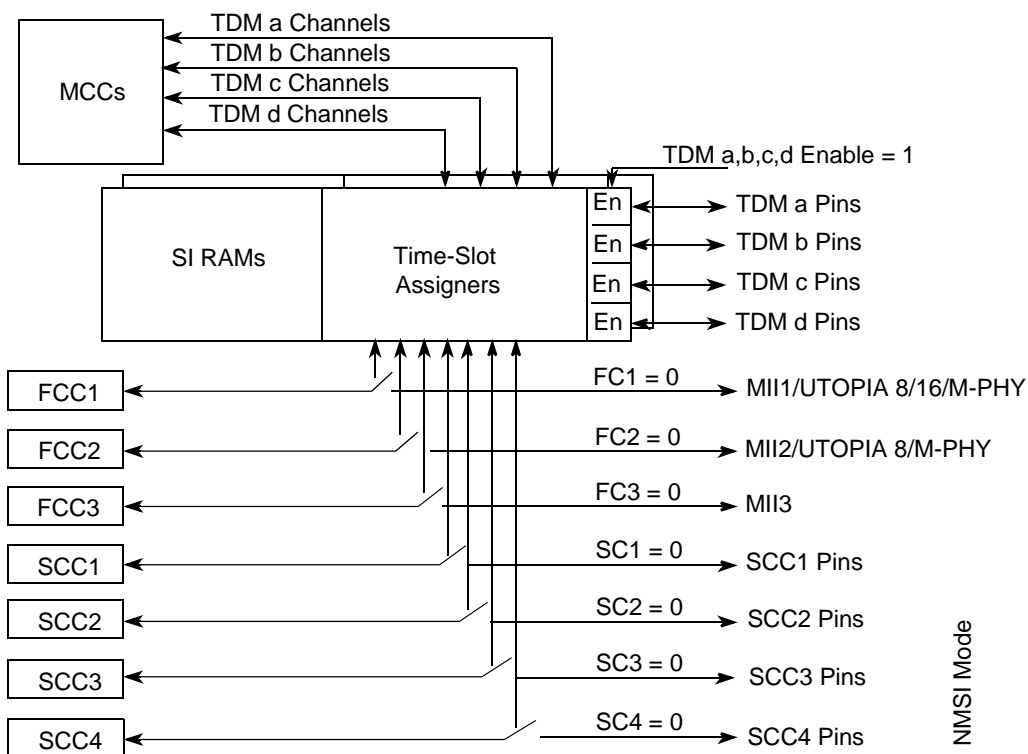 TDM a Channels
TDM b Channels
TDM c Channels
TDM d Channels
MCCs
TDM a,b,c,d Enable = 1
SI RAMs
Time-Slot
Assigners
En
En
En
En
TDM a Pins
TDM b Pins
TDM c Pins
TDM d Pins
FCC1
FC1 = 0
MII1/UTOPIA 8/16/M-PHY
FCC2
FC2 = 0
MII2/UTOPIA 8/M-PHY
FCC3
FC3 = 0
MII3
SCC1
SC1 = 0
SCC1 Pins
SCC2
SC2 = 0
SCC2 Pins
SCC3
SC3 = 0
SCC3 Pins
SCC4
SC4 = 0
SCC4 Pins
NMSI Mode